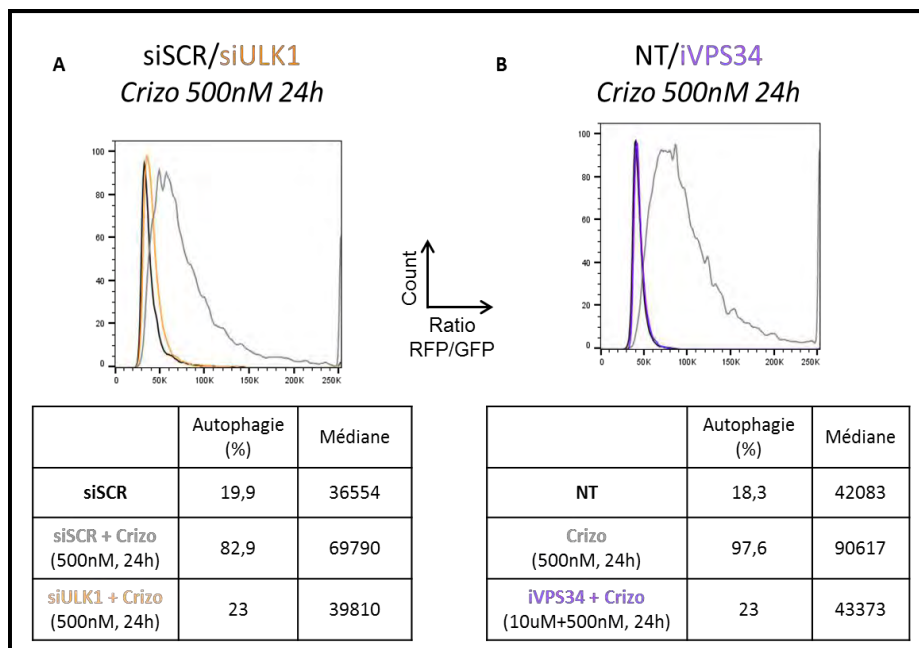 A
siSCR/siULK1
Crizo 500nM 24h
B
NT/iVPS34
Crizo 500nM 24h
100
80
60
40
20
0
0 50K 100K 150K 200K 250K
Count
Ratio
RFP/GFP
100
80
60
40
20
0
0 50K 100K 150K 200K 250K
Autophagie
(%)
Médiane
siSCR 19,9 36554
siSCR + Crizo
(500nM, 24h)
82,9 69790
siULK1 + Crizo
(500nM, 24h)
23 39810
Autophagie
(%)
Médiane
NT 18,3 42083
Crizo
(500nM, 24h)
97,6 90617
iVPS34 + Crizo
(10uM+500nM, 24h)
23 43373